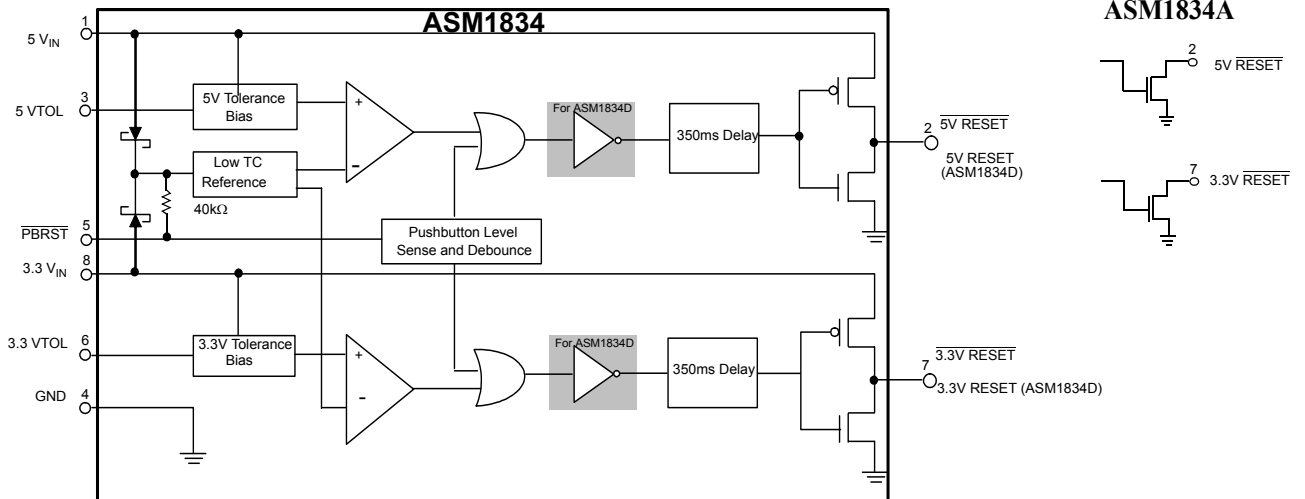 ASM1834
ASM1834A
1
5 VIN
3
5 VTOL
5V Tolerance
Bias
+
–
Low TC
Reference
40kΩ
5
PBRST
8
3.3 VIN
Pushbutton Level
Sense and Debounce
For ASM1834D
350ms Delay
2
5V RESET
5V RESET
(ASM1834D)
3.3 VTOL
6
3.3V Tolerance
Bias
+
–
GND
4
For ASM1834D
350ms Delay
3.3V RESET
7
3.3V RESET (ASM1834D)
2
5V RESET
7
3.3V RESET